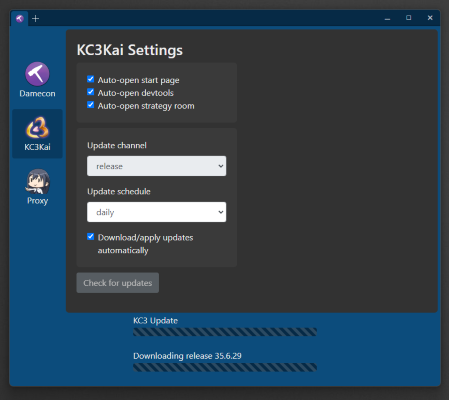 KC3Kai Settings
Auto-open start page
Auto-open devtools
Auto-open strategy room
Damecon
KC3Kai
Proxy
Update channel
release
Update schedule
daily
Download/apply updates
automatically
Check for updates
KC3 Update
Downloading release 35.6.29